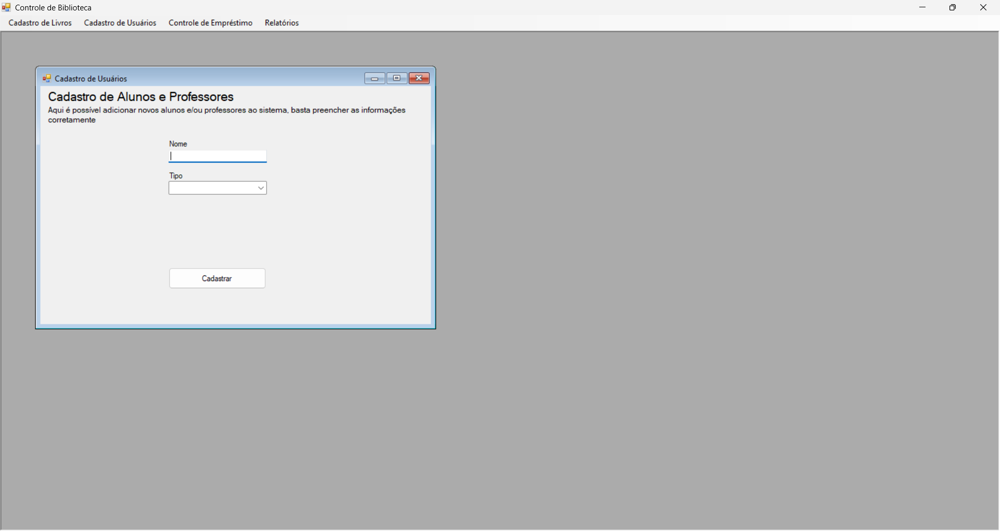 Controle de Biblioteca
Cadastro de Livros Cadastro de Usuários Controle de Empréstimo Relatórios
Cadastro de Usuários
Cadastro de Alunos e Professores
Aqui é possível adicionar novos alunos e/ou professores ao sistema, basta preencher as informações
corretamente
Nome
Tipo
Cadastrar